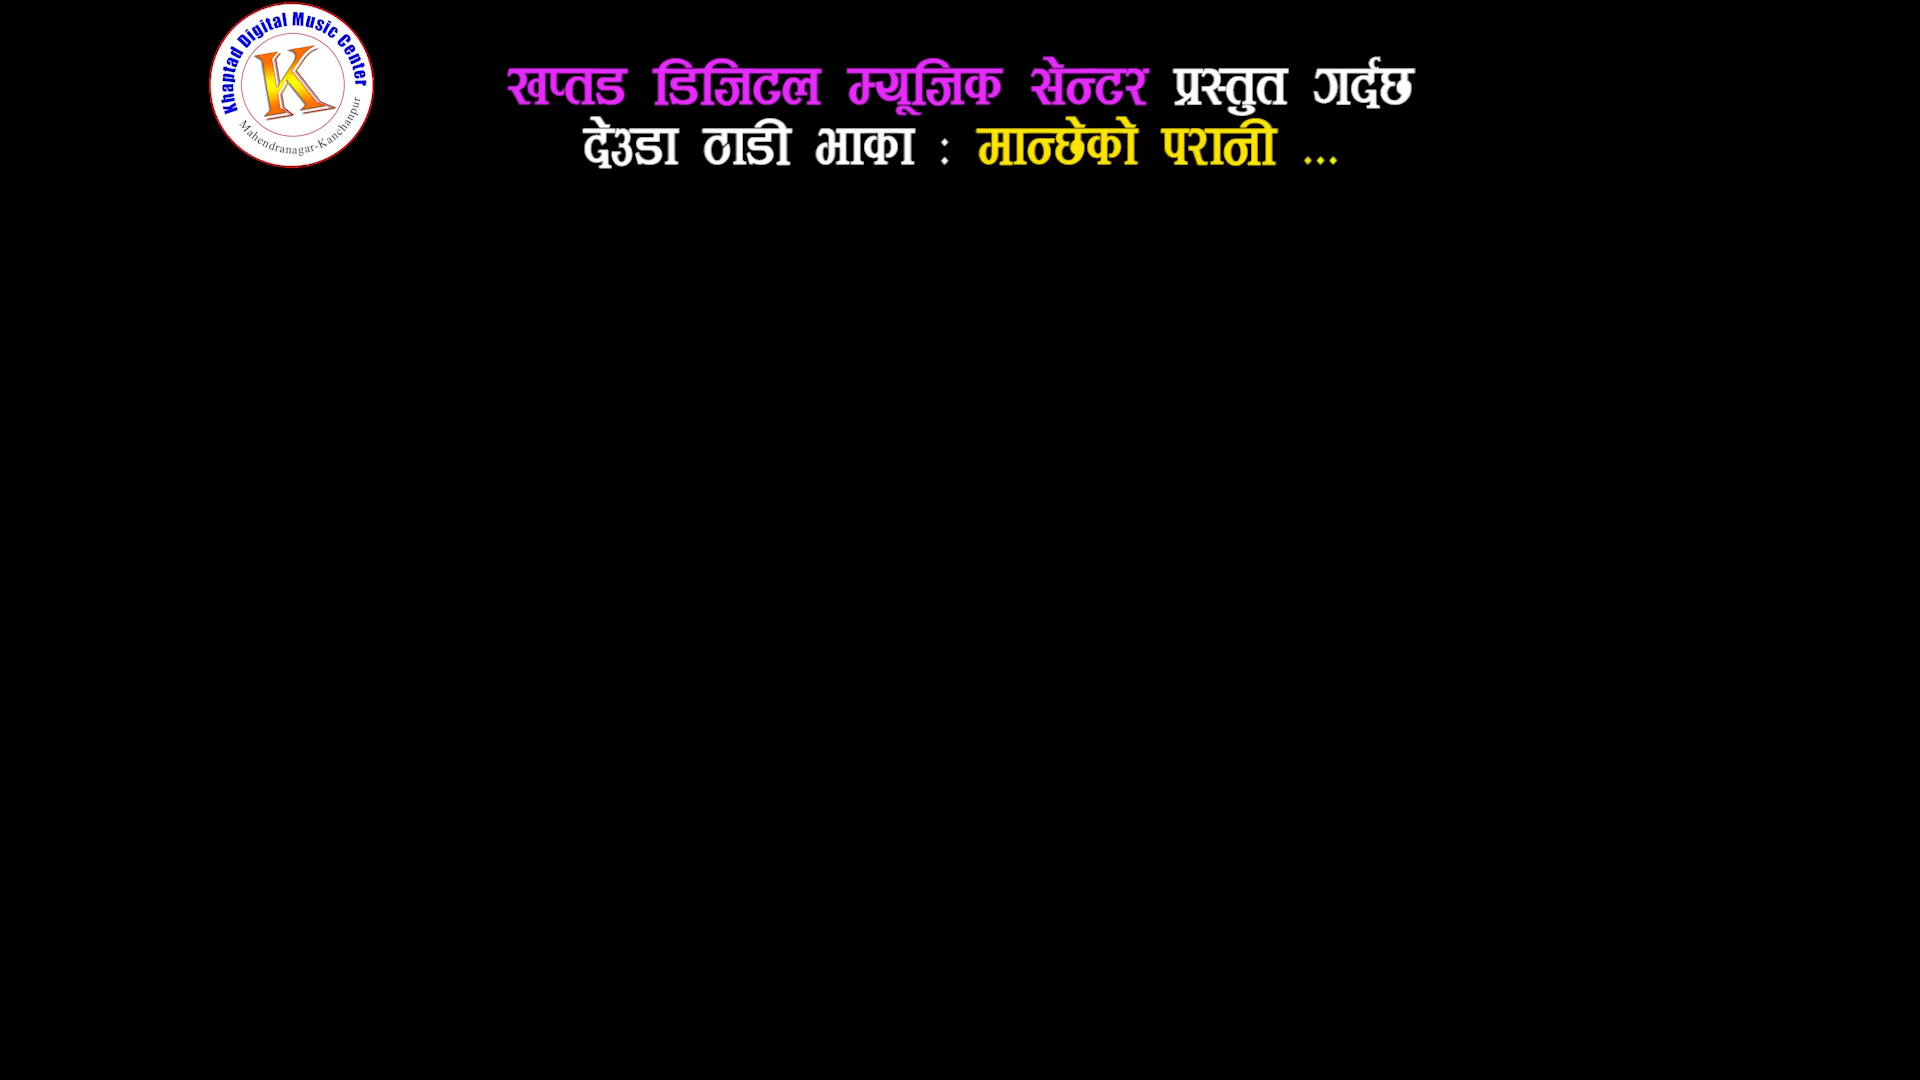 Khaptad Digital Music Center
K
Mahendranagar-Kanchanpur
खप्तड डिजिटल म्यूजिक सेन्टर प्रस्तुत गर्दछ
देउडा ठाडी भाका : मान्छेको परानी ...